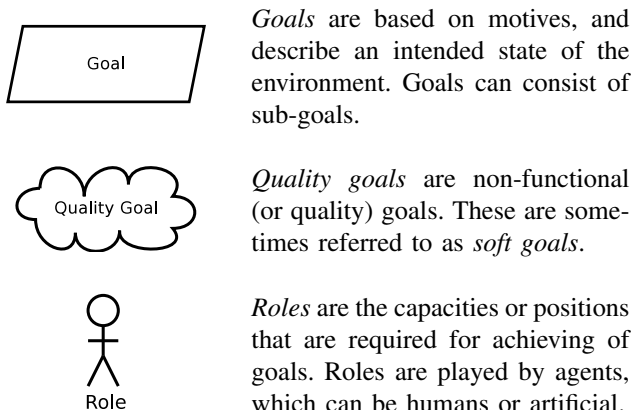 Goal
Goals are based on motives, and
describe an intended state of the
environment. Goals can consist of
sub-goals.
Quality Goal
Quality goals are non-functional
(or quality) goals. These are some-
times referred to as soft goals.
Role
Roles are the capacities or positions
that are required for achieving of
goals. Roles are played by agents,
which can be humans or artificial.